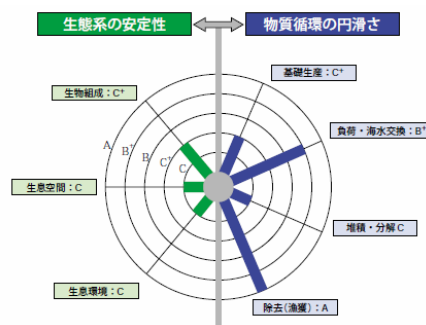 生態系の安定性
物質循環の円滑さ
基礎生産：C⁺
生物組成：C⁺
負荷・海水交換：B⁺
A
B⁺
B
C⁺
C
生息空間：C
堆積・分解 C
生息環境：C
除去（漁獲）：A